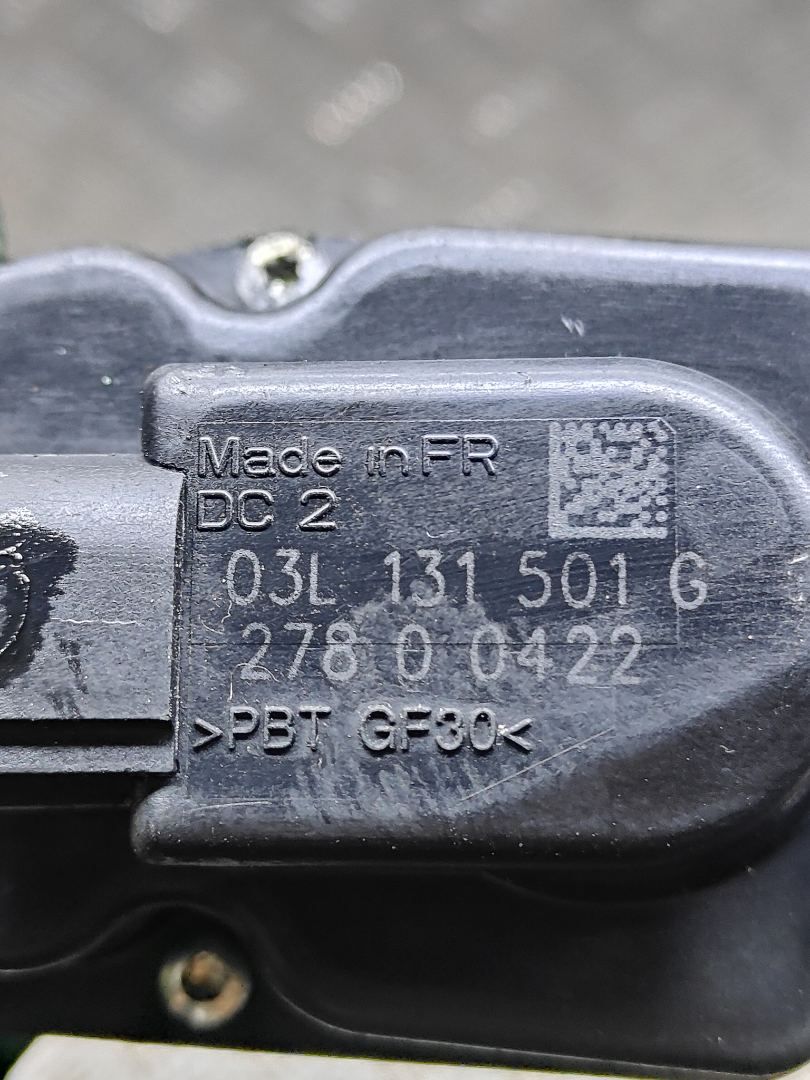 Made in FR
DC 2
03L 131 501 G
278 0 0422
>PBT GF30<